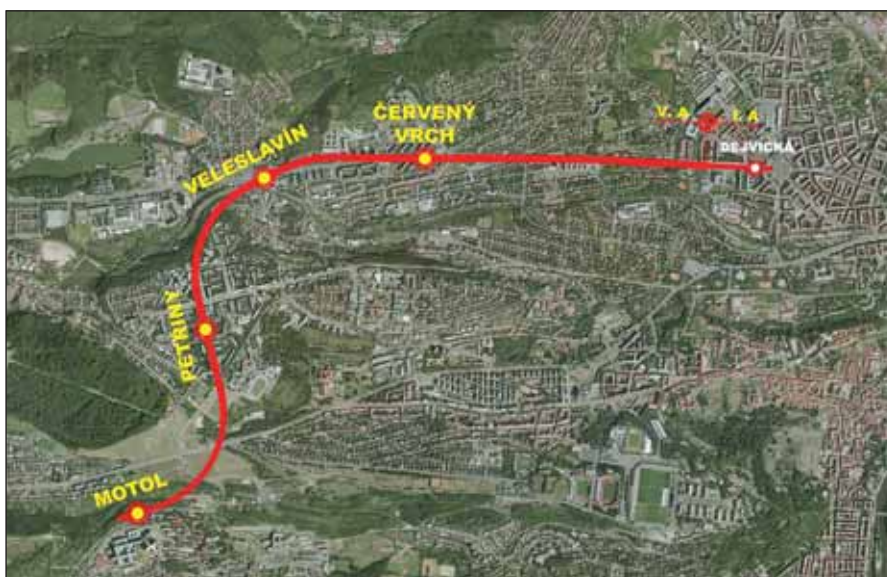 ČERVENÝ
VRCH
V. A
I. A
DEJVICKÁ
VELESLAVÍN
PETŘINY
MOTOL